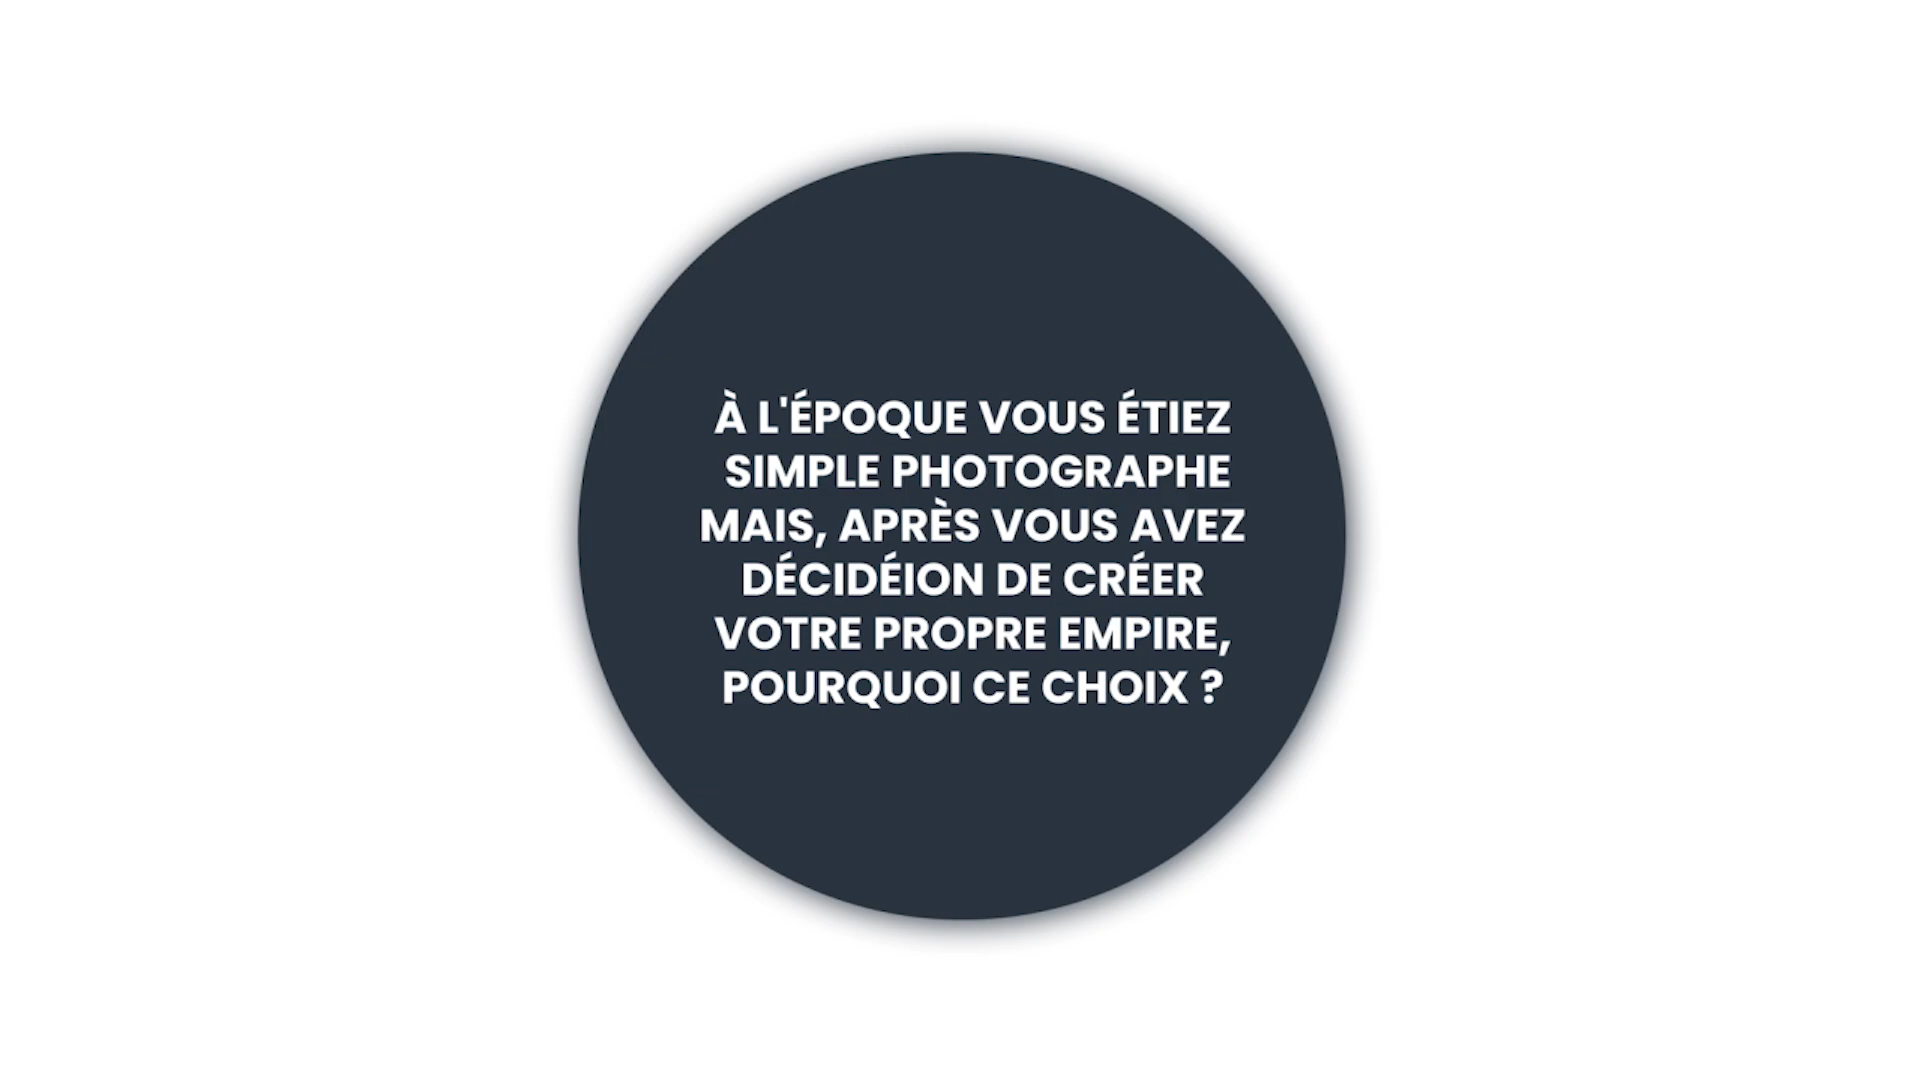 À L'ÉPOQUE VOUS ÉTIEZ
SIMPLE PHOTOGRAPHE
MAIS, APRÈS VOUS AVEZ
DÉCIDÉION DE CRÉER
VOTRE PROPRE EMPIRE,
POURQUOI CE CHOIX ?